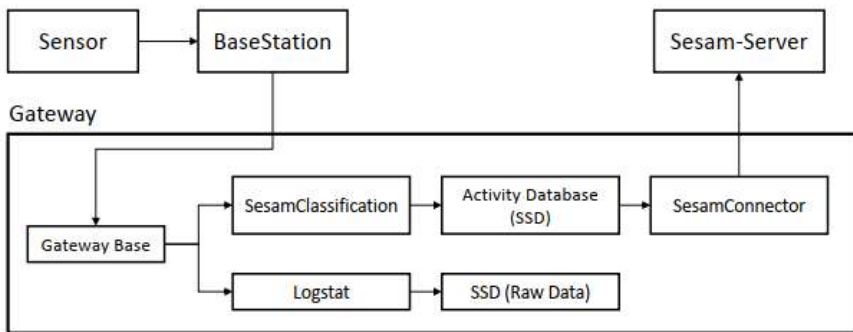 Sensor
BaseStation
Sesam-Server
Gateway
SesamClassification
Activity Database
(SSD)
SesamConnector
Gateway Base
Logstat
SSD (Raw Data)